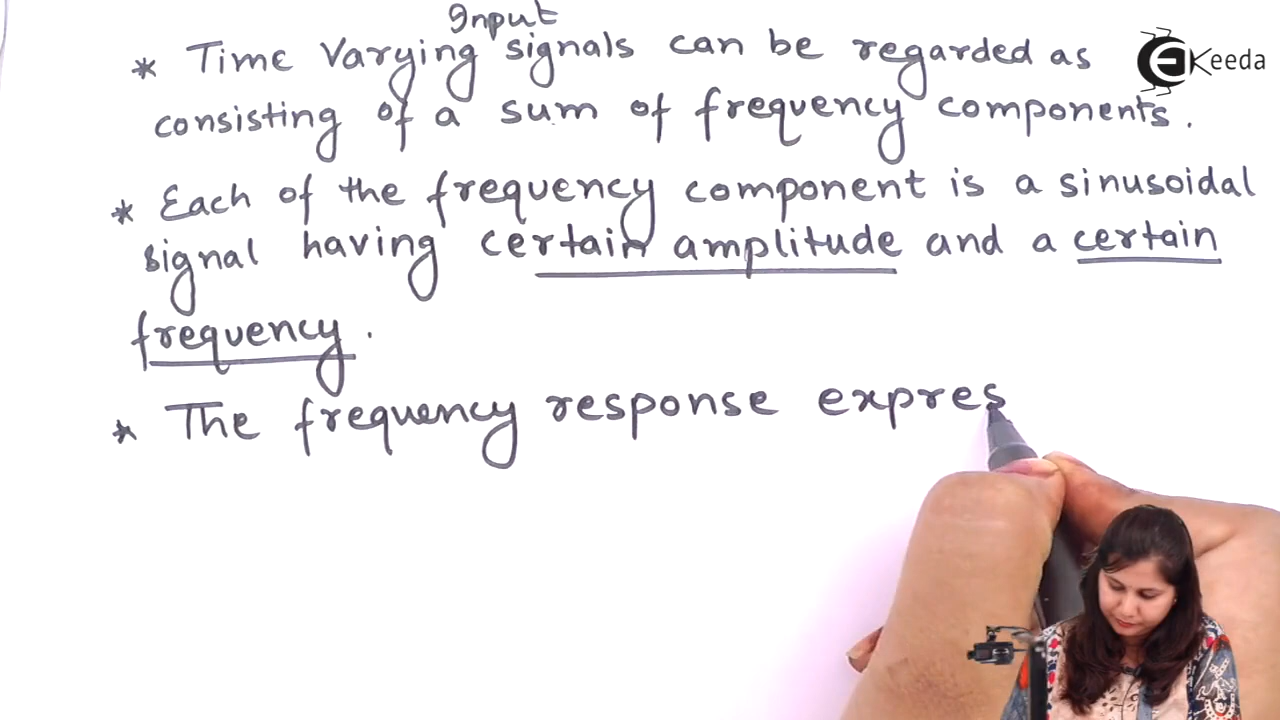 Input
* Time Varying signals can be regarded as
consisting of a sum of frequency components.
* Each of the frequency component is a sinusoidal
signal having certain amplitude and a certain
frequency.
* The frequency response expres
EKeeda